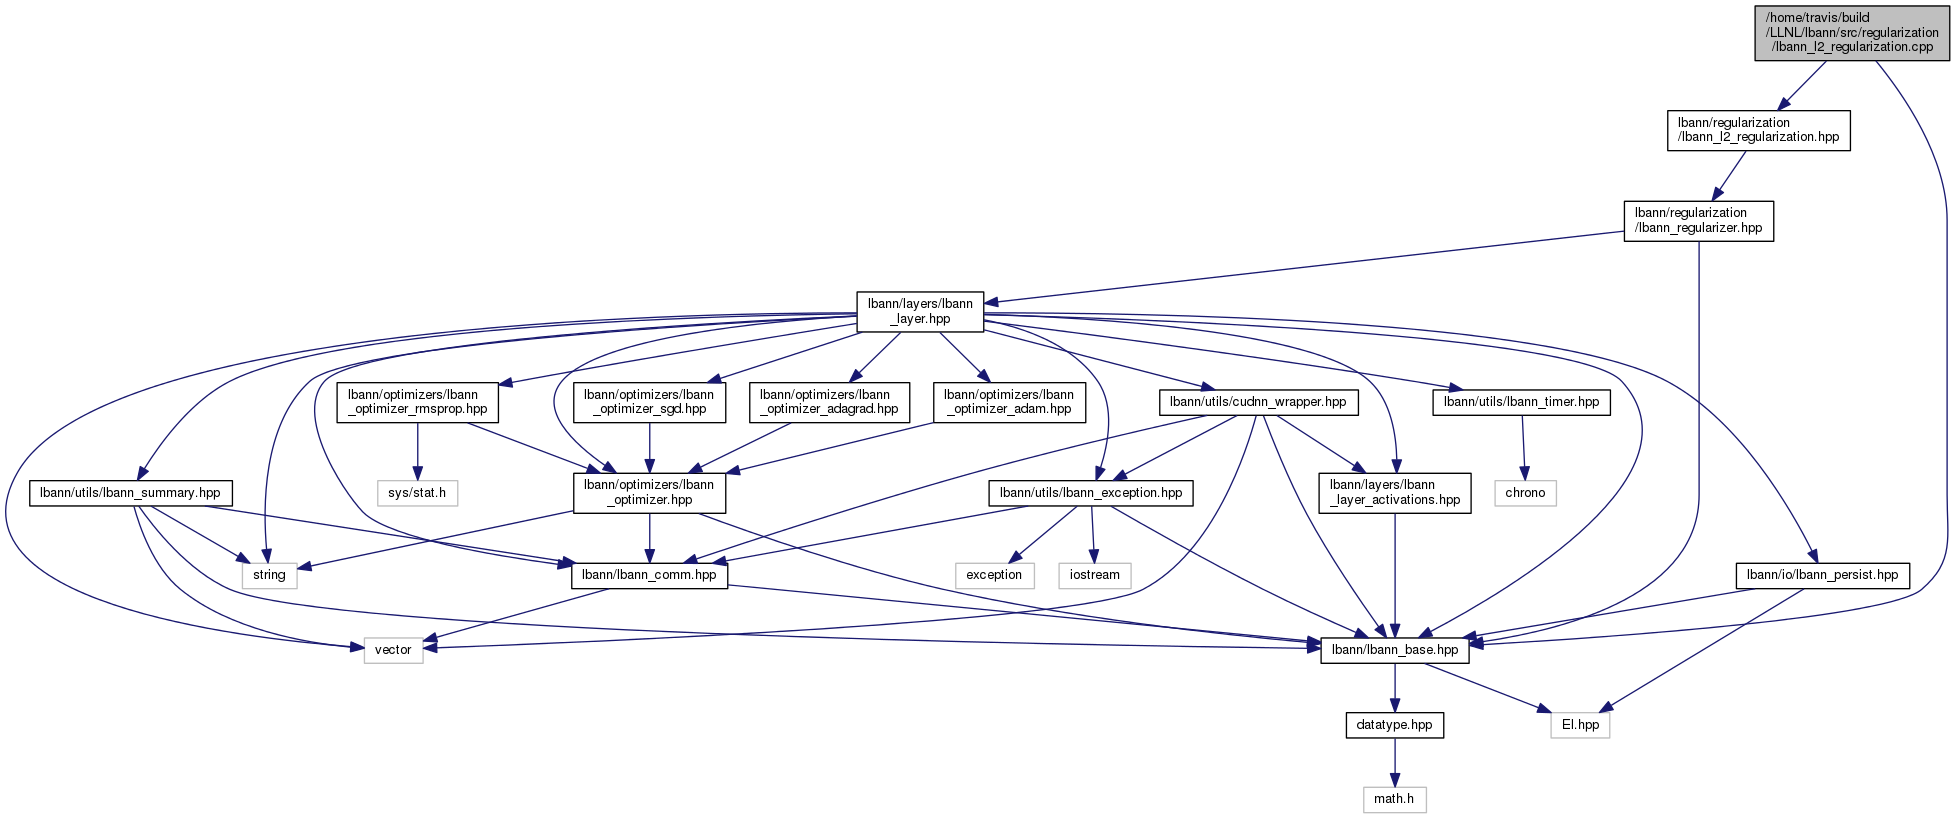 /home/travis/build
/LLNL/lbann/src/regularization
/lbann_l2_regularization.cpp
lbann/regularization
/lbann_l2_regularization.hpp
lbann/regularization
/lbann_regularizer.hpp
lbann/layers/lbann
_layer.hpp
lbann/optimizers/lbann
_optimizer_rmsprop.hpp
lbann/optimizers/lbann
_optimizer_sgd.hpp
lbann/optimizers/lbann
_optimizer_adagrad.hpp
lbann/optimizers/lbann
_optimizer_adam.hpp
lbann/utils/cudnn_wrapper.hpp
lbann/utils/lbann_timer.hpp
lbann/utils/lbann_summary.hpp
sys/stat.h
lbann/optimizers/lbann
_optimizer.hpp
lbann/utils/lbann_exception.hpp
lbann/layers/lbann
_layer_activations.hpp
chrono
string
lbann/lbann_comm.hpp
exception
iostream
lbann/io/lbann_persist.hpp
vector
lbann/lbann_base.hpp
datatype.hpp
El.hpp
math.h